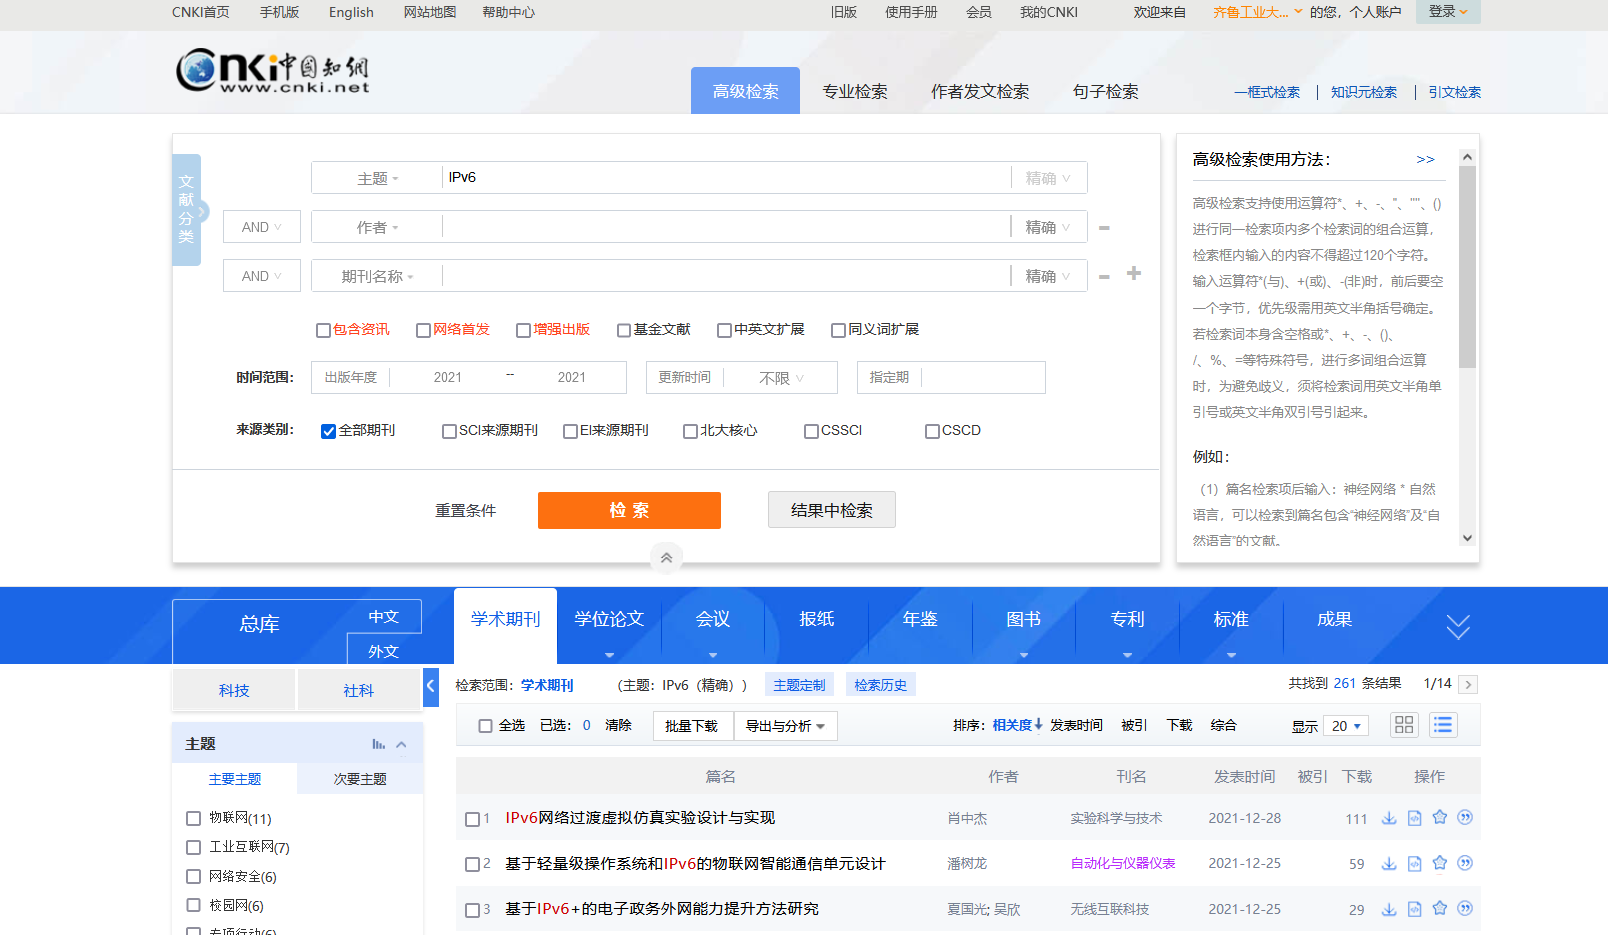 CNKI首页 手机版 English 网站地图 帮助中心 旧版 使用手册 会员 我的CNKI 欢迎来自 齐鲁工业大... 的您，个人账户 登录
Cnki中国知网
www.cnki.net
高级检索 专业检索 作者发文检索 句子检索 一框式检索 | 知识元检索 | 引文检索
文献分类
主题 IPv6 精确
AND 作者 精确
AND 期刊名称 精确
包含资讯 网络首发 增强出版 基金文献 中英文扩展 同义词扩展
时间范围： 出版年度 2021 -- 2021 更新时间 不限 指定期
来源类别： 全部期刊 SCI来源期刊 EI来源期刊 北大核心 CSSCI CSCD
重置条件 检 索 结果中检索
高级检索使用方法： >>
高级检索支持使用运算符*、+、-、''、""、()
进行同一检索项内多个检索词的组合运算，
检索框内输入的内容不得超过120个字符。
输入运算符*(与)、+(或)、-(非)时，前后要空
一个字节，优先级需用英文半角括号确定。
若检索词本身含空格或*、+、-、()、
/、%、=等特殊符号，进行多词组合运算
时，为避免歧义，须将检索词用英文半角单
引号或英文半角双引号引起来。
例如：
（1）篇名检索项后输入：神经网络 * 自然
语言，可以检索到篇名包含“神经网络”及“自
然语言”的文献。
总库 中文 外文 学术期刊 学位论文 会议 报纸 年鉴 图书 专利 标准 成果
科技 社科
检索范围：学术期刊 （主题：IPv6（精确）） 主题定制 检索历史 共找到 261 条结果 1/14 >
全选 已选：0 清除 批量下载 导出与分析 排序：相关度↓ 发表时间 被引 下载 综合 显示 20
主题
主要主题 次要主题
物联网(11)
工业互联网(7)
网络安全(6)
校园网(6)
专项行动(6)
篇名 作者 刊名 发表时间 被引 下载 操作
1 IPv6网络过渡虚拟仿真实验设计与实现 肖中杰 实验科学与技术 2021-12-28 111
2 基于轻量级操作系统和IPv6的物联网智能通信单元设计 潘树龙 自动化与仪器仪表 2021-12-25 59
3 基于IPv6+的电子政务外网能力提升方法研究 夏国光; 吴欣 无线互联科技 2021-12-25 29